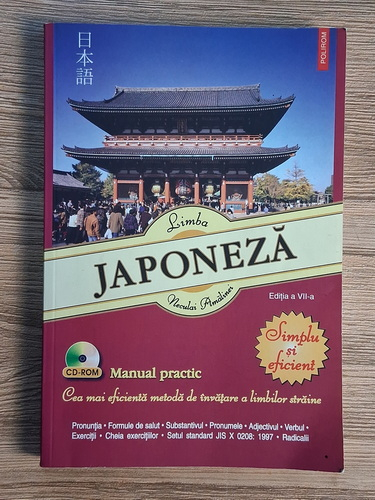 日本語
POLIROM
Limba
JAPONEZĂ
Neculai Amălinei
Ediția a VII-a
Simplu
și
eficient
CD-ROM
Manual practic
Cea mai eficientă metodă de învățare a limbilor străine
Pronunția • Formule de salut • Substantivul • Pronumele • Adjectivul • Verbul •
Exerciții • Cheia exercițiilor • Setul standard JIS X 0208: 1997 • Radicalii